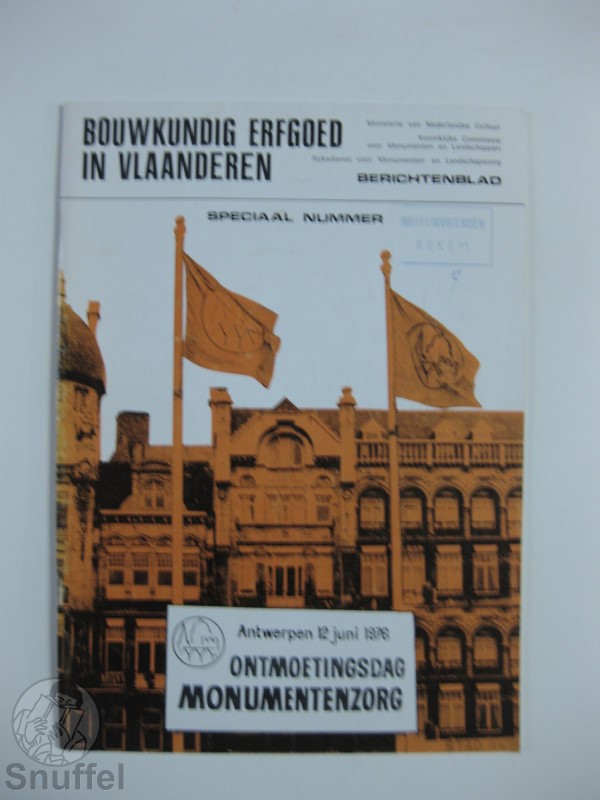 BOUWKUNDIG ERFGOED
IN VLAANDEREN
Ministerie van Nederlandse Cultuur
Koninklijke Commissie
voor Monumenten en Landschappen
Rijksdienst voor Monumenten- en Landschapszorg
BERICHTENBLAD
SPECIAAL NUMMER
REKEM
Antwerpen 12 juni 1976
ONTMOETINGSDAG
MONUMENTENZORG
Snuffel